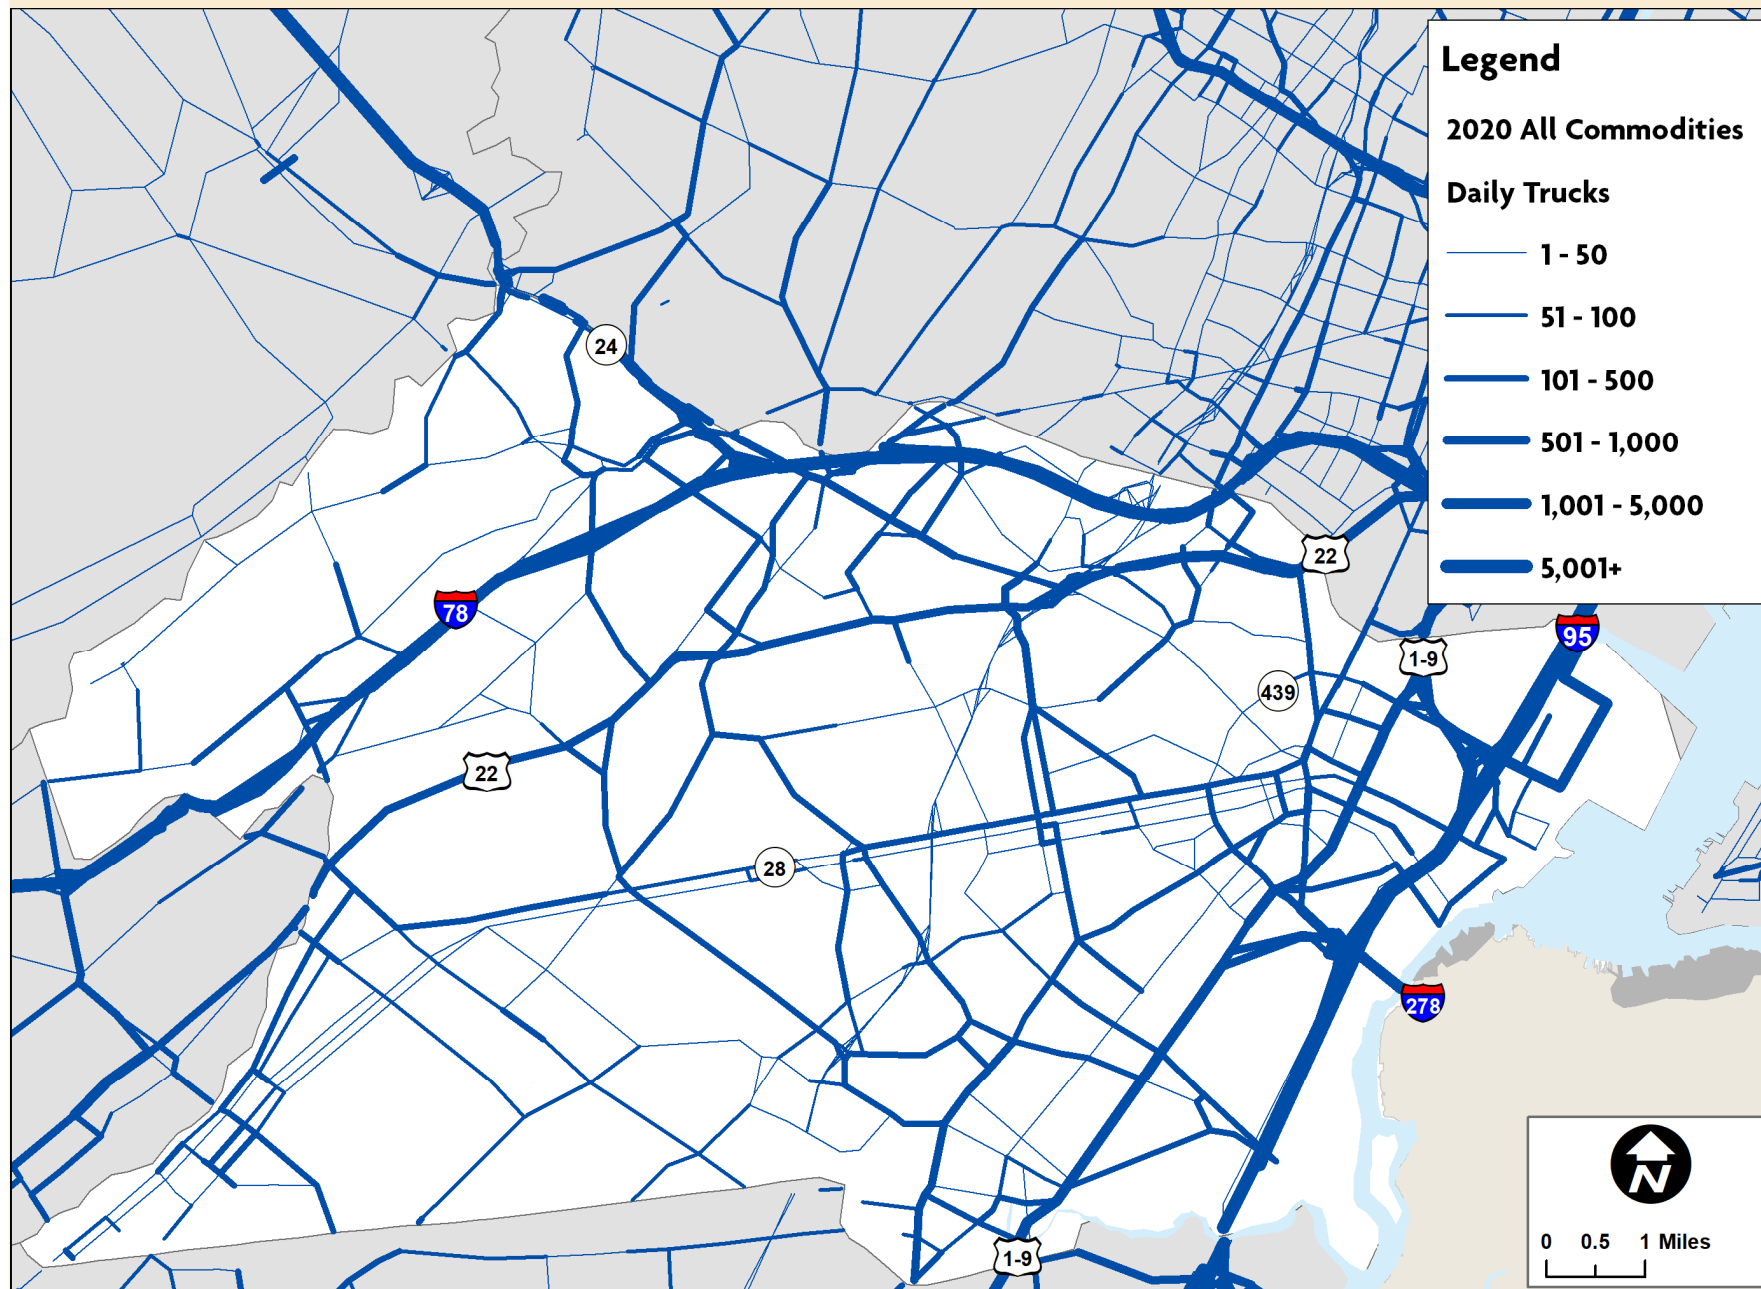 Legend
2020 All Commodities
Daily Trucks
1 - 50
51 - 100
101 - 500
501 - 1,000
1,001 - 5,000
5,001+
24
22
78
95
1-9
439
22
28
278
1-9
N
0 0.5 1 Miles